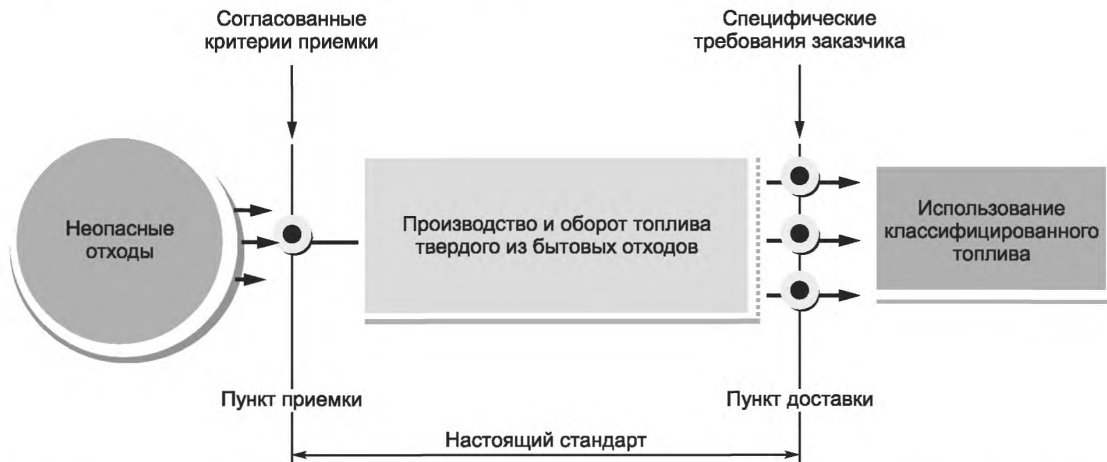 Согласованные
критерии приемки
Специфические
требования заказчика
Неопасные
отходы
Производство и оборот топлива
твердого из бытовых отходов
Использование
классифицированного
топлива
Пункт приемки
Пункт доставки
Настоящий стандарт